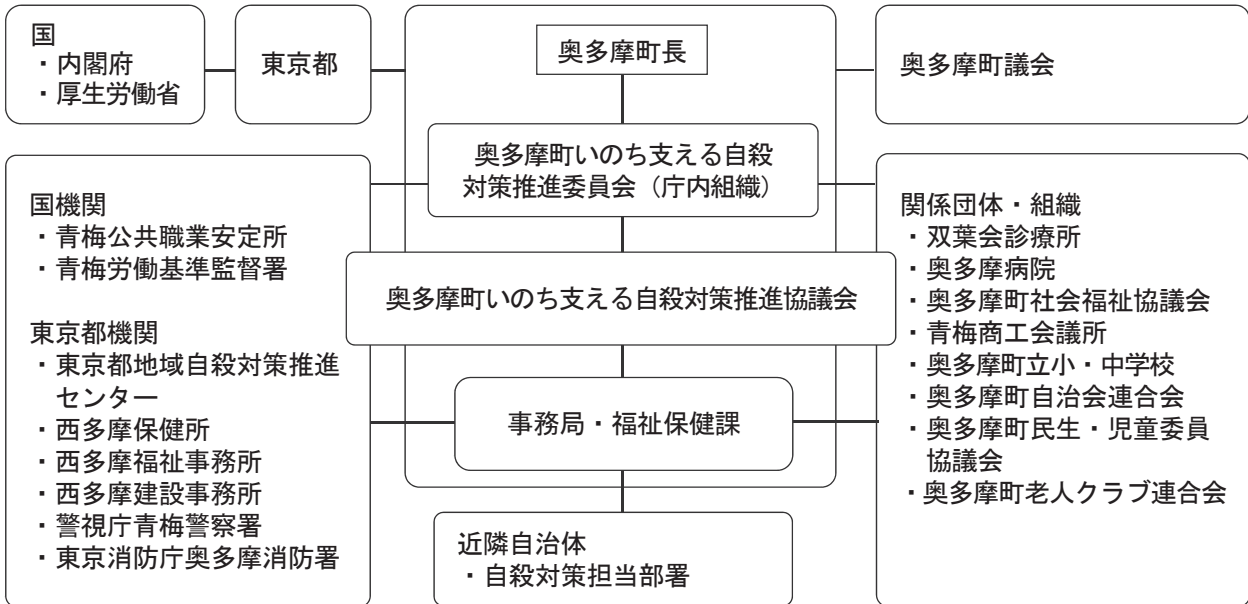 国
・内閣府
・厚生労働省
東京都
奥多摩町長
奥多摩町議会
奥多摩町いのち支える自殺
対策推進委員会（庁内組織）
国機関
・青梅公共職業安定所
・青梅労働基準監督署
東京都機関
・東京都地域自殺対策推進
センター
・西多摩保健所
・西多摩福祉事務所
・西多摩建設事務所
・警視庁青梅警察署
・東京消防庁奥多摩消防署
奥多摩町いのち支える自殺対策推進協議会
事務局・福祉保健課
近隣自治体
・自殺対策担当部署
関係団体・組織
・双葉会診療所
・奥多摩病院
・奥多摩町社会福祉協議会
・青梅商工会議所
・奥多摩町立小・中学校
・奥多摩町自治会連合会
・奥多摩町民生・児童委員
協議会
・奥多摩町老人クラブ連合会